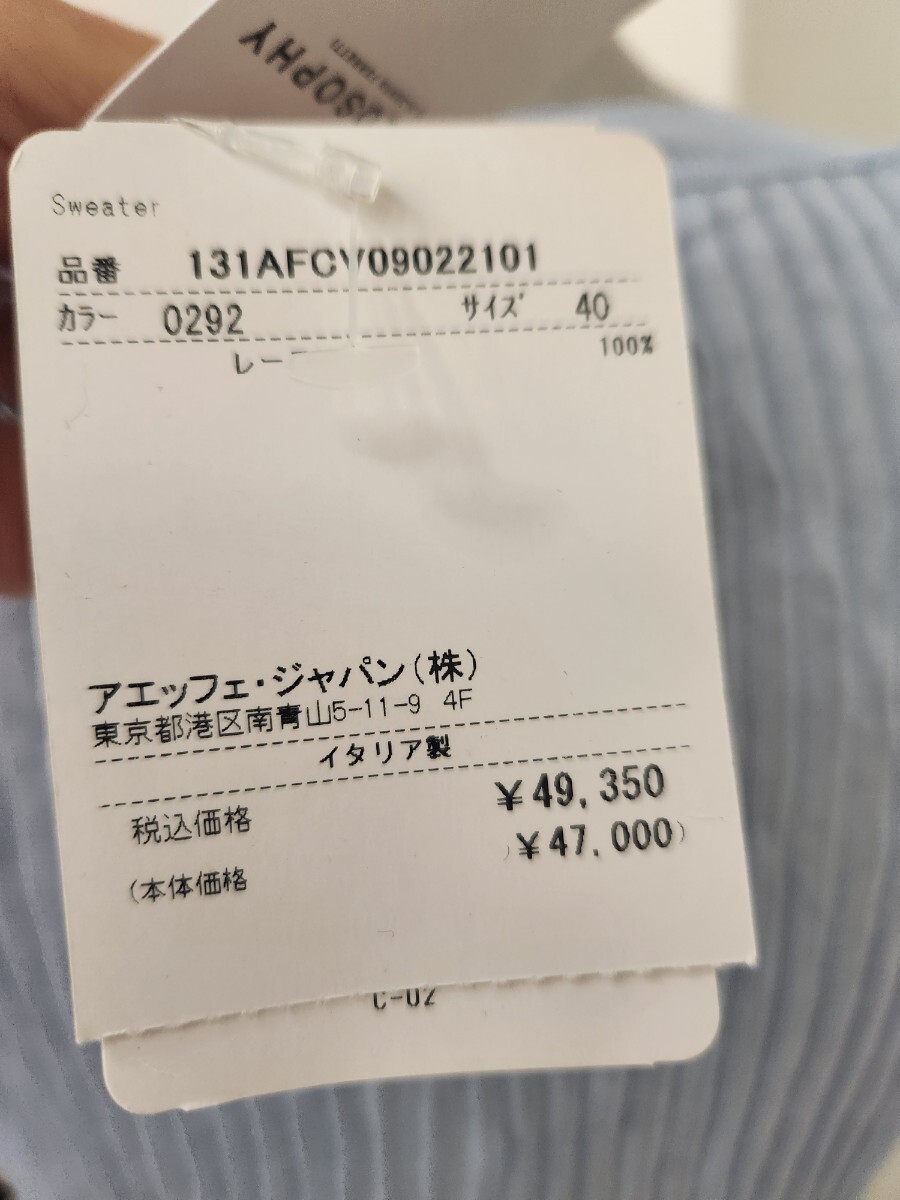 Sweater
品番 131AFCV09022101
カラー 0292 サイズ 40
100%
アエッフェ・ジャパン(株)
東京都港区南青山5-11-9 4F
イタリア製
税込価格 ¥49,350
(本体価格 ¥47,000)
C-02